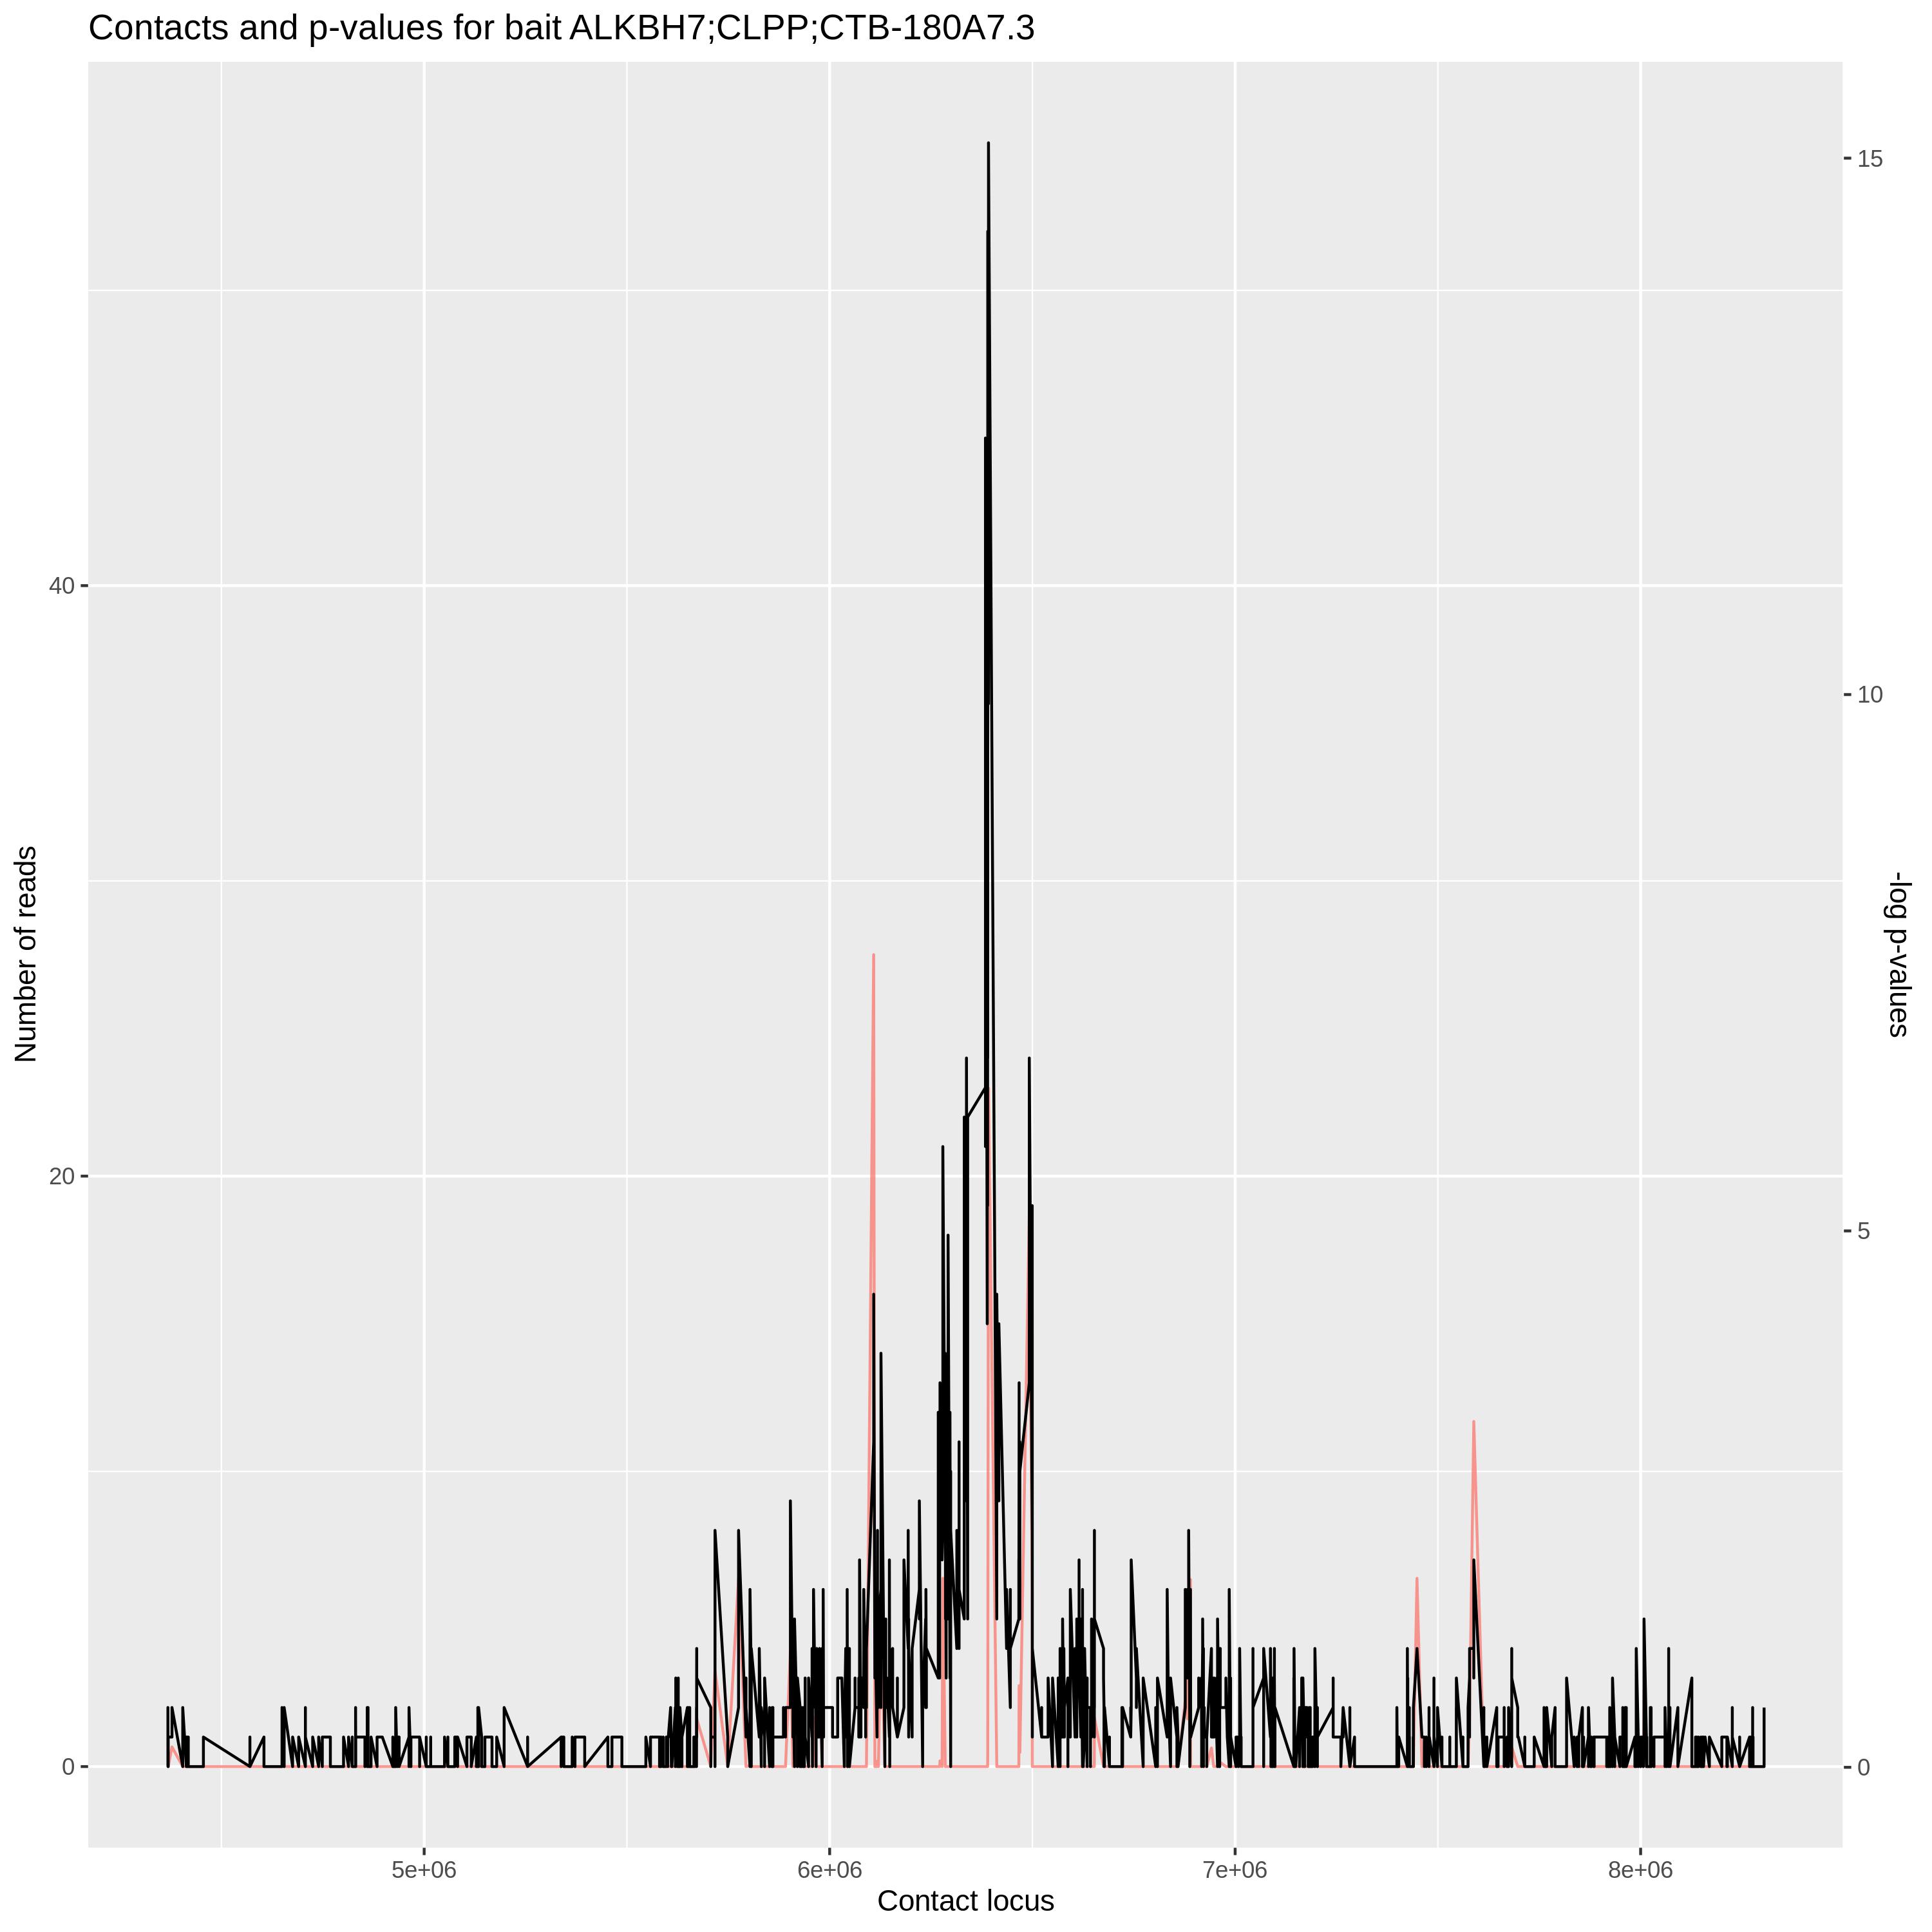 Contacts and p-values for bait ALKBH7;CLPP;CTB-180A7.3
Number of reads
40
20
0
15
10
5
0
-log p-values
5e+06
6e+06
7e+06
8e+06
Contact locus